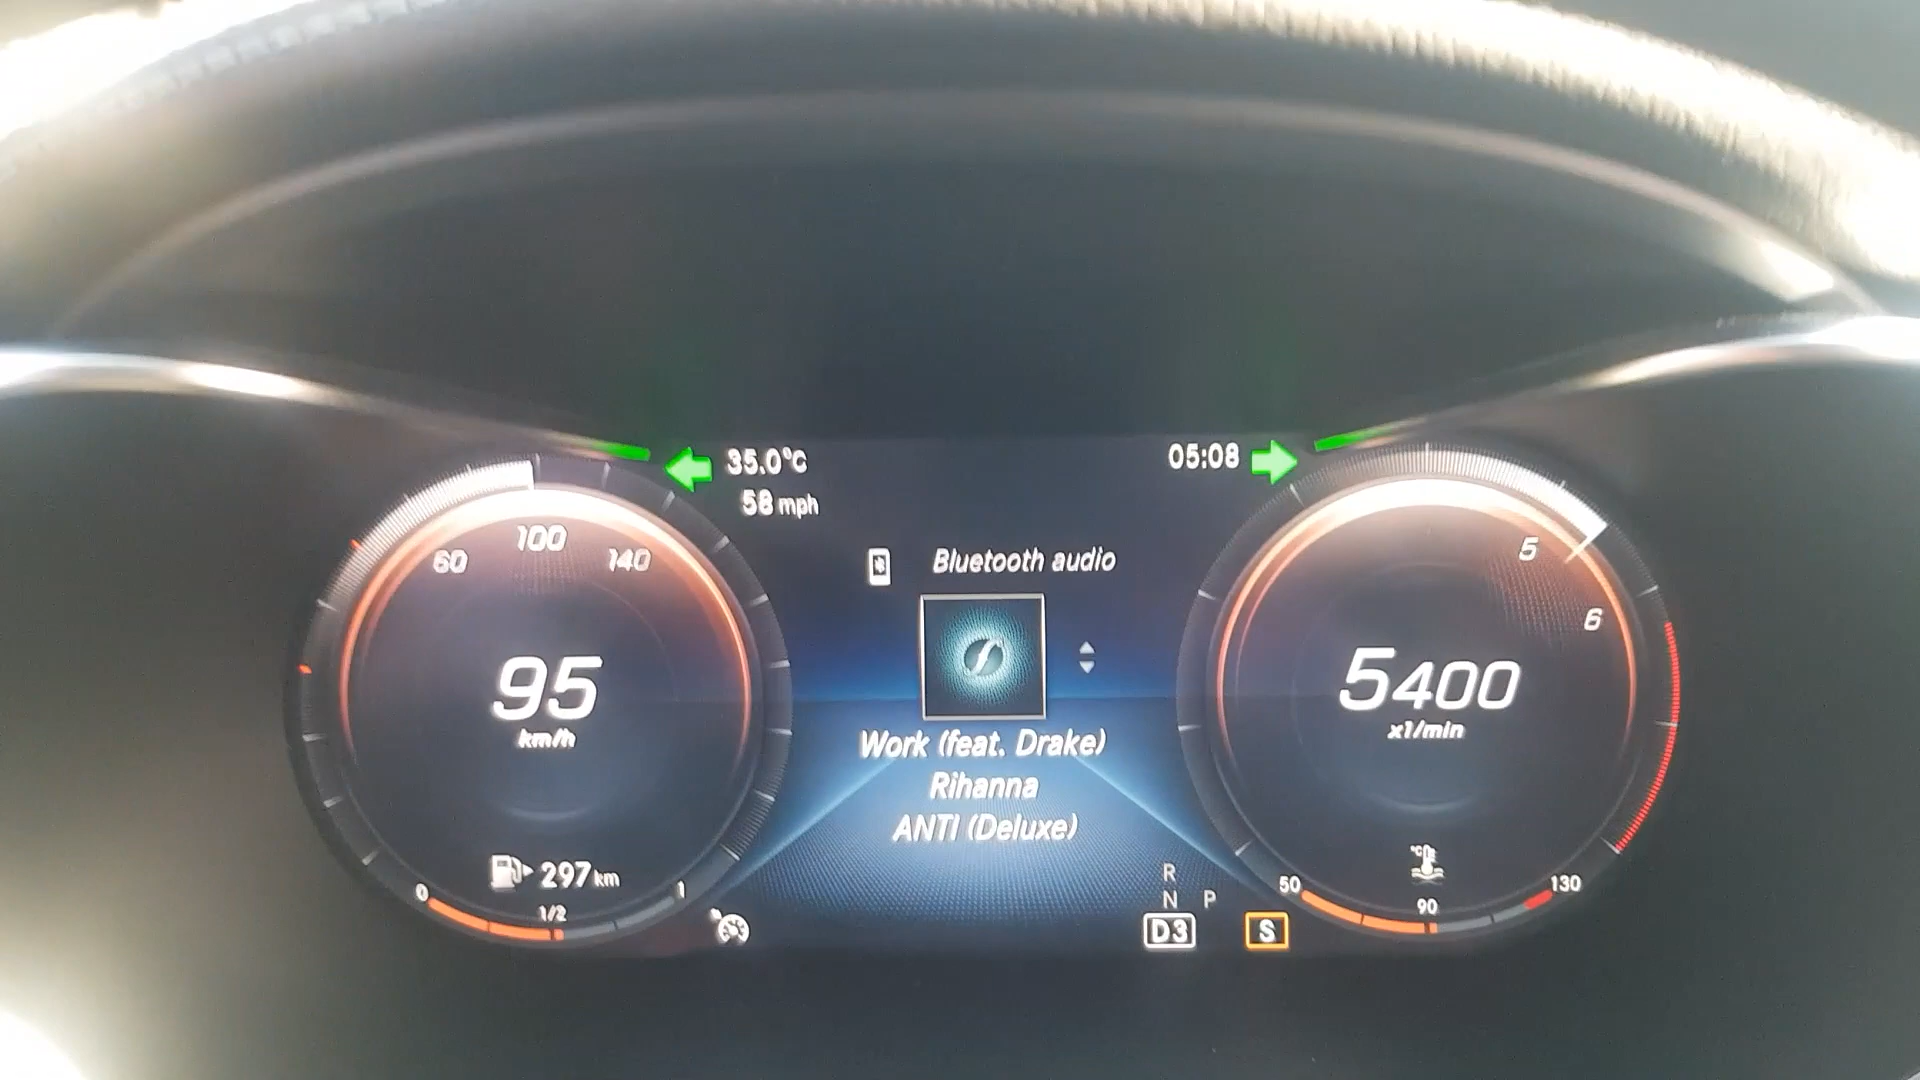 35.0°C
05:08
58 mph
60
100
140
95
km/h
297 km
0
1/2
1
Bluetooth audio
Work (feat. Drake)
Rihanna
ANTI (Deluxe)
R
N P
D3 S
5
6
5400
x1/min
°C
50
90
130